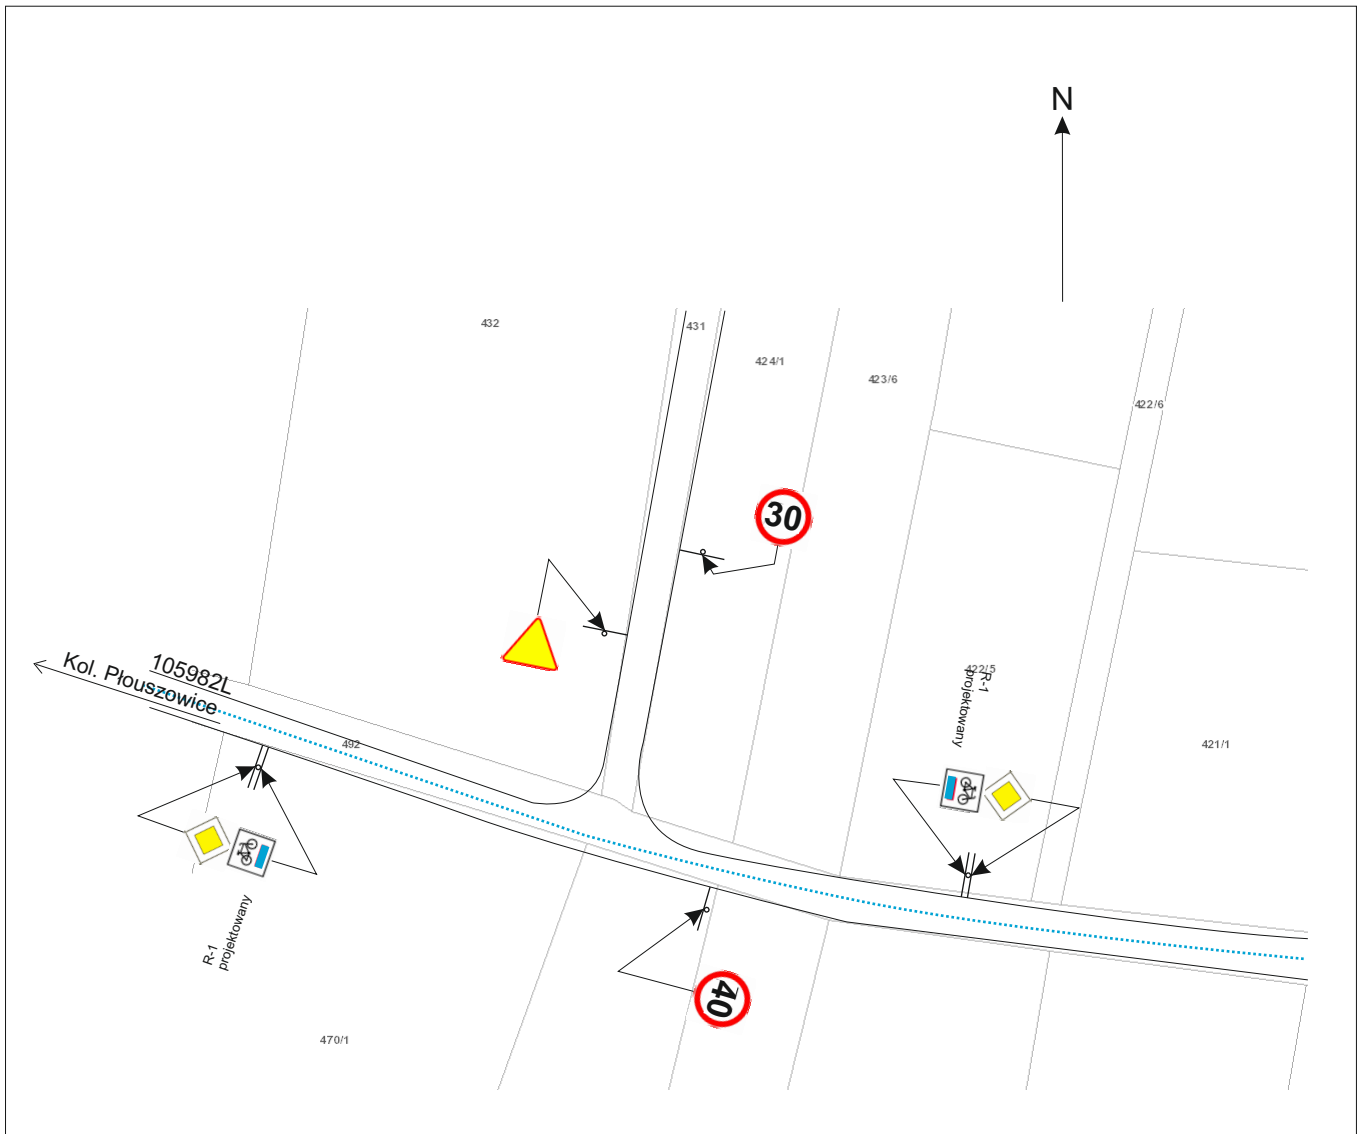 N
432
431
424/1
423/6
422/6
30
422/5
R-1
projektowany
105982L
Kol. Płouszowice
492
421/1
R-1
projektowany
40
470/1